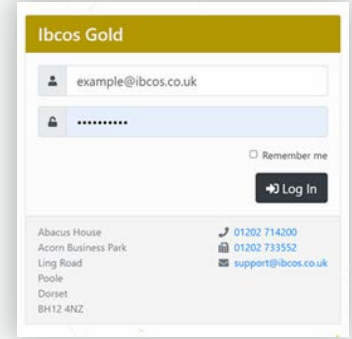 Ibcos Gold
example@ibcos.co.uk
••••••••••
Remember me
Log In
Abacus House
Acorn Business Park
Ling Road
Poole
Dorset
BH12 4NZ
01202 714200
01202 733552
support@ibcos.co.uk